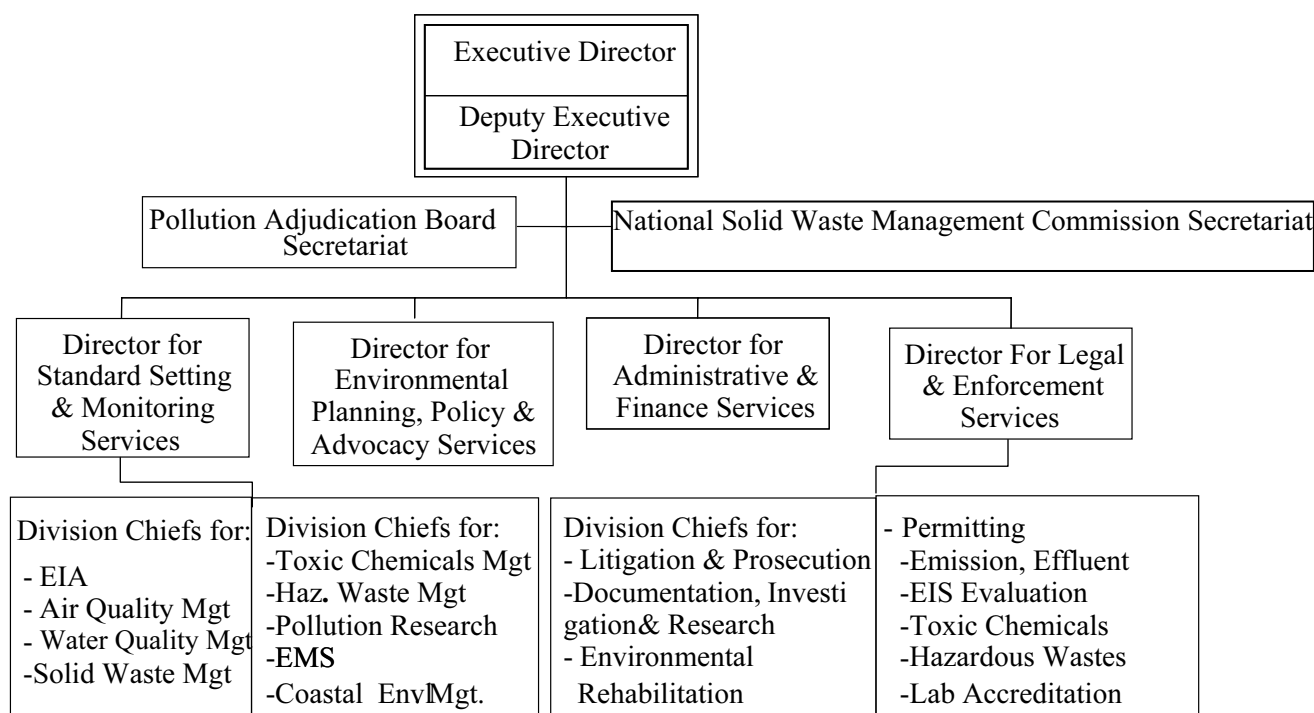 Executive Director
Deputy Executive
Director
Pollution Adjudication Board
Secretariat
National Solid Waste Management Commission Secretariat
Director for
Standard Setting
& Monitoring
Services
Director for
Environmental
Planning, Policy &
Advocacy Services
Director for
Administrative &
Finance Services
Director For Legal
& Enforcement
Services
Division Chiefs for:
- EIA
- Air Quality Mgt
- Water Quality Mgt
-Solid Waste Mgt
Division Chiefs for:
-Toxic Chemicals Mgt
-Haz. Waste Mgt
-Pollution Research
-EMS
-Coastal EnvlMgt.
Division Chiefs for:
- Litigation & Prosecution
-Documentation, Investi
gation& Research
- Environmental
Rehabilitation
- Permitting
-Emission, Effluent
-EIS Evaluation
-Toxic Chemicals
-Hazardous Wastes
-Lab Accreditation